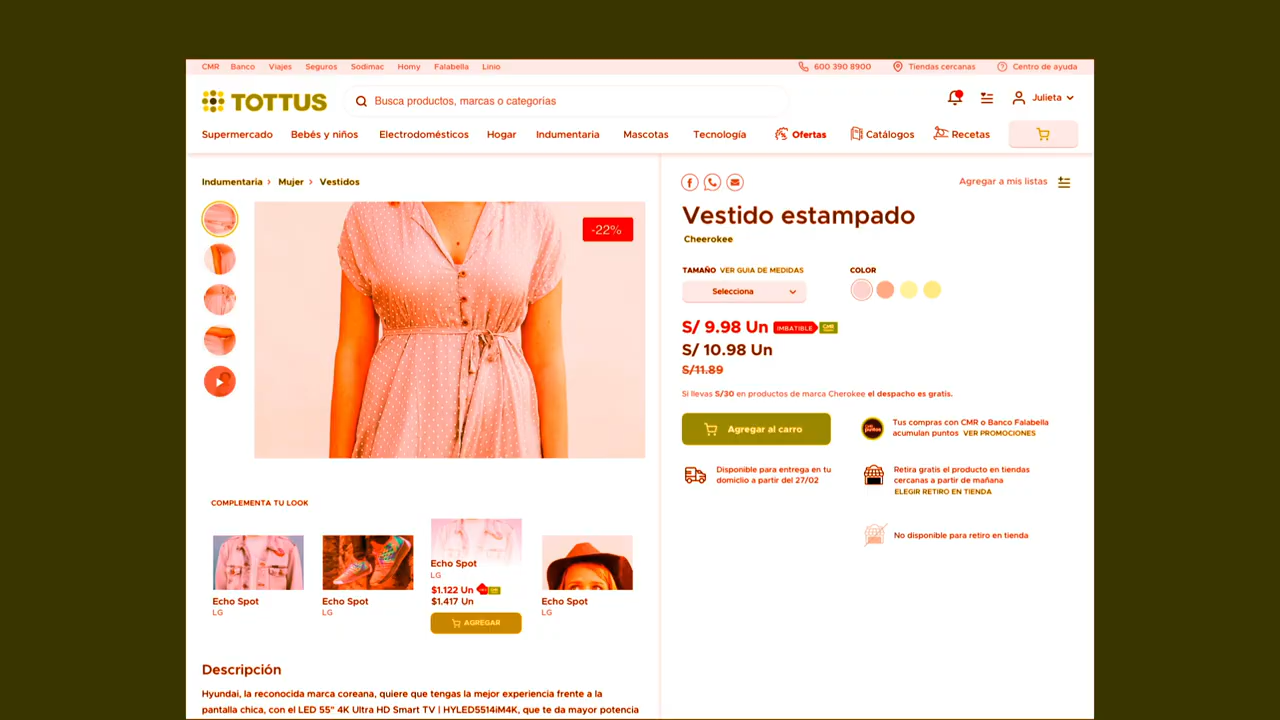 CMR Banco Viajes Seguros Sodimac Homy Falabella Linio 600 390 8900 Tiendas cercanas Centro de ayuda
TOTTUS Busca productos, marcas o categorías Julieta
Supermercado Bebés y niños Electrodomésticos Hogar Indumentaria Mascotas Tecnología Ofertas Catálogos Recetas
Indumentaria > Mujer > Vestidos
-22%
COMPLEMENTA TU LOOK
Echo Spot
LG
Echo Spot
LG
Echo Spot
LG
$1.122 Un
$1.417 Un
AGREGAR
Echo Spot
LG
Descripción
Hyundai, la reconocida marca coreana, quiere que tengas la mejor experiencia frente a la
pantalla chica, con el LED 55" 4K Ultra HD Smart TV | HYLED5514iM4K, que te da mayor potencia
Agregar a mis listas
Vestido estampado
Cheerokee
TAMAÑO VER GUIA DE MEDIDAS COLOR
Selecciona
S/ 9.98 Un IMBATIBLE CMR
S/ 10.98 Un
S/11.89
Si llevas S/30 en productos de marca Cherokee el despacho es gratis.
Agregar al carro
Tus compras con CMR o Banco Falabella
acumulan puntos VER PROMOCIONES
Disponible para entrega en tu
domicilio a partir del 27/02
Retira gratis el producto en tiendas
cercanas a partir de mañana
ELEGIR RETIRO EN TIENDA
No disponible para retiro en tienda